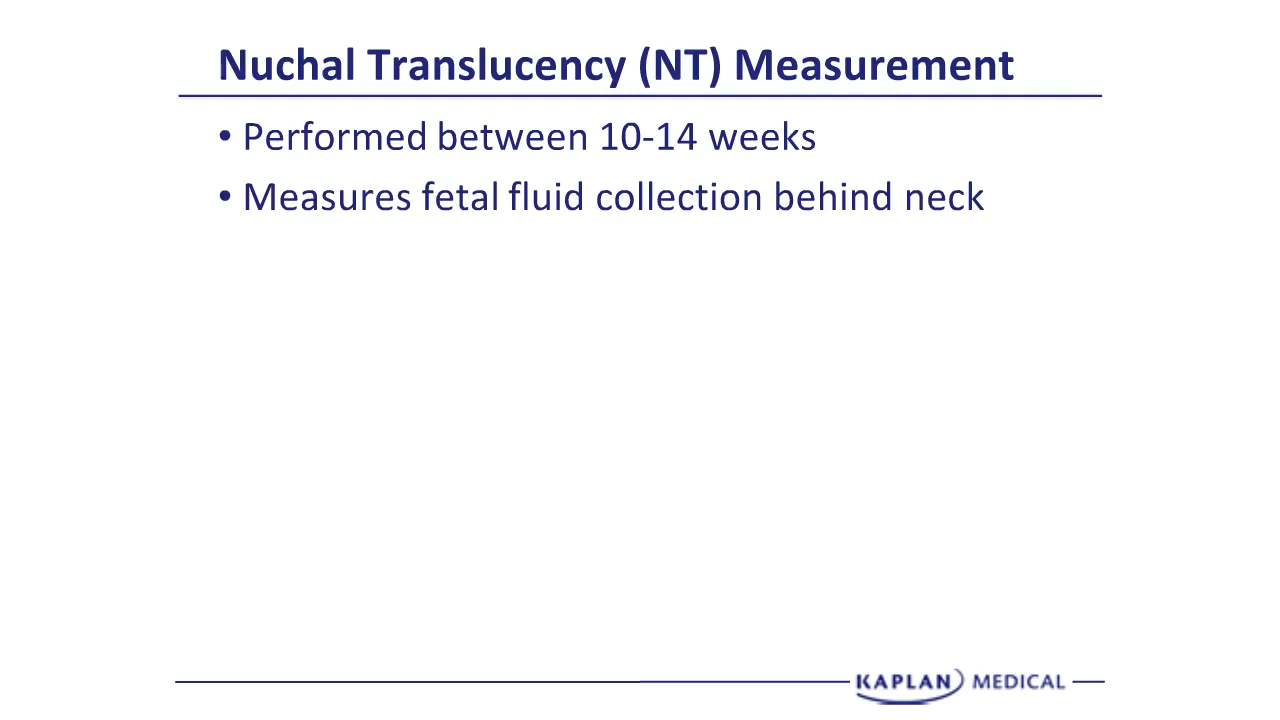 Nuchal Translucency (NT) Measurement
• Performed between 10-14 weeks
• Measures fetal fluid collection behind neck
KAPLAN MEDICAL